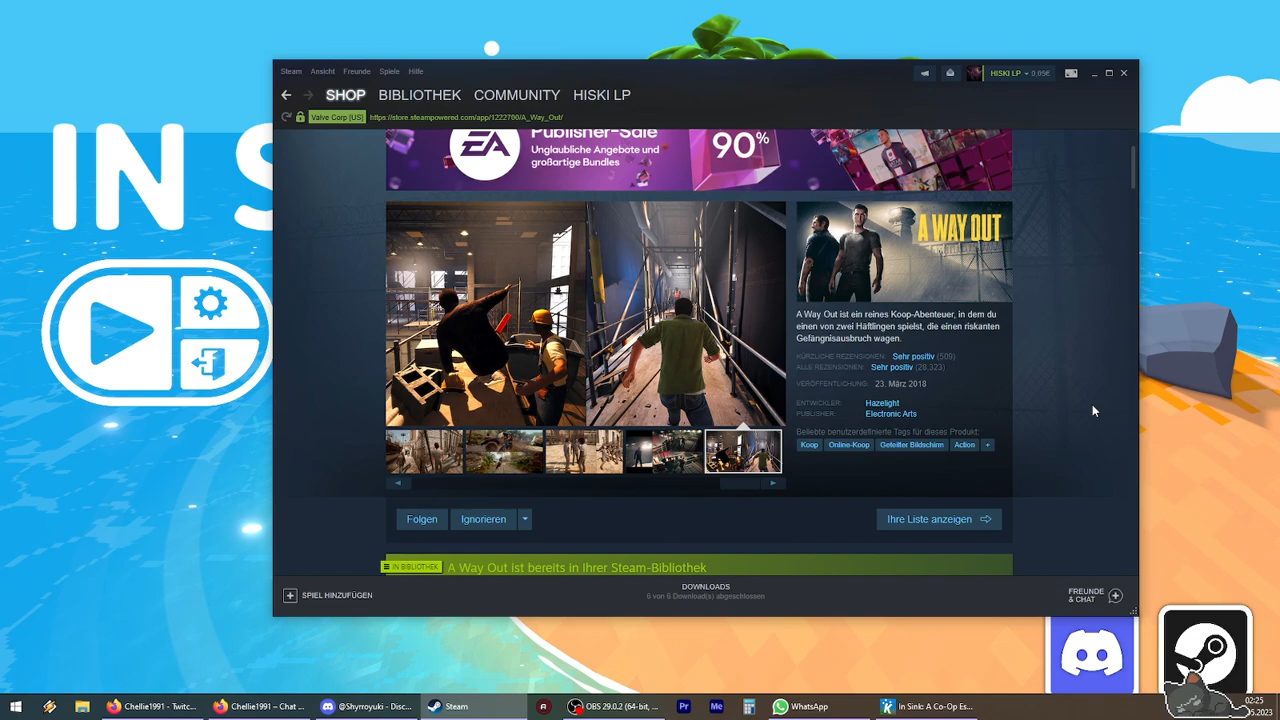 Steam Ansicht Freunde Spiele Hilfe
HISKI LP 0,05€
SHOP BIBLIOTHEK COMMUNITY HISKI LP
Valve Corp [US] https://store.steampowered.com/app/1222700/A_Way_Out/
IN S
EA
Publisher-Sale
Unglaubliche Angebote und
großartige Bundles
90%
A WAY OUT
A Way Out ist ein reines Koop-Abenteuer, in dem du
einen von zwei Häftlingen spielst, die einen riskanten
Gefängnisausbruch wagen.
KÜRZLICHE REZENSIONEN: Sehr positiv (509)
ALLE REZENSIONEN: Sehr positiv (28,323)
VERÖFFENTLICHUNG: 23. März 2018
ENTWICKLER: Hazelight
PUBLISHER: Electronic Arts
Beliebte benutzerdefinierte Tags für dieses Produkt:
Koop Online-Koop Geteilter Bildschirm Action +
Folgen Ignorieren Ihre Liste anzeigen
IN BIBLIOTHEK A Way Out ist bereits in Ihrer Steam-Bibliothek
SPIEL HINZUFÜGEN
DOWNLOADS
6 von 6 Download(s) abgeschlossen
FREUNDE
& CHAT
Chellie1991 - Twitc...
Chellie1991 – Chat ...
@Shyrroyuki - Disc...
Steam
OBS 29.0.2 (64-bit, ...
Pr
Me
WhatsApp
In Sink: A Co-Op Es...
02:25
.05.2023